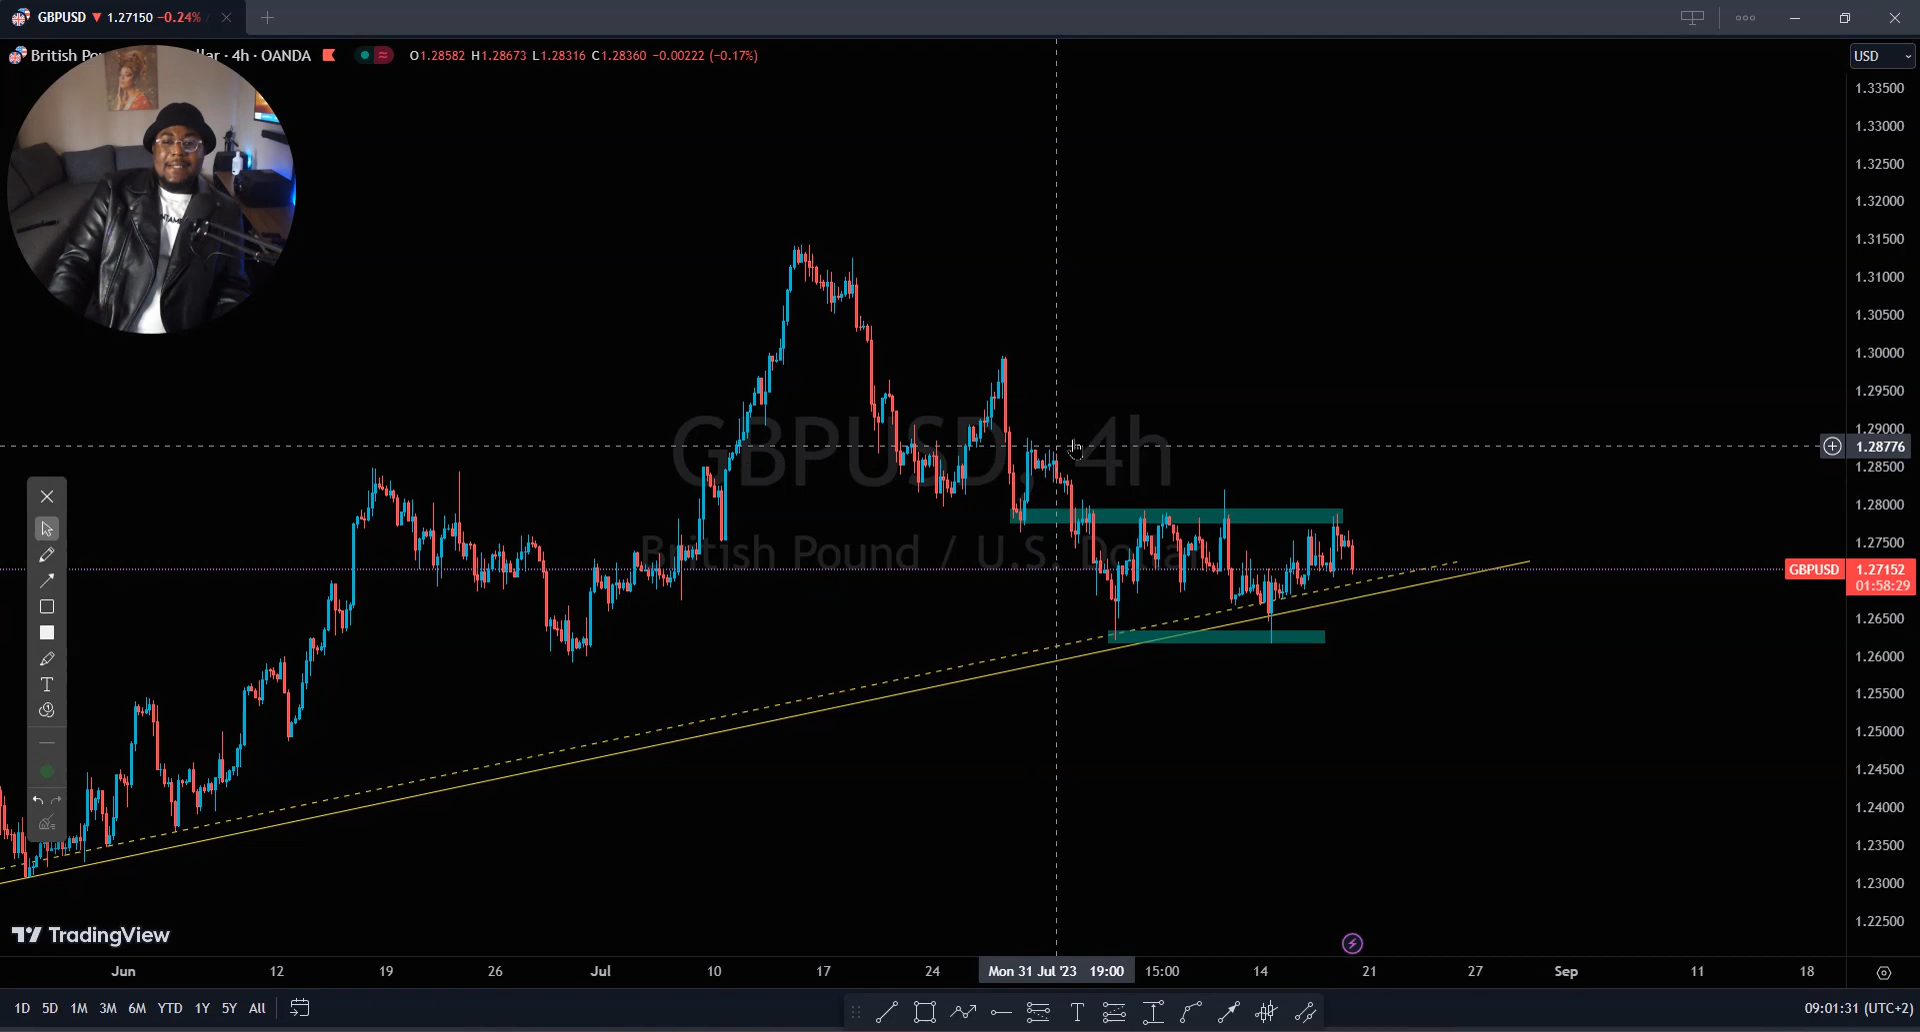 GBPUSD ▼ 1.27150 −0.24% /
British Po lar · 4h · OANDA O1.28582 H1.28673 L1.28316 C1.28360 −0.00222 (−0.17%)
USD
1.33500
1.33000
1.32500
1.32000
1.31500
1.31000
1.30500
1.30000
1.29500
1.29000
1.28776
1.28500
1.28000
1.27500
GBPUSD 1.27152
01:58:29
1.26500
1.26000
1.25500
1.25000
1.24500
1.24000
1.23500
1.23000
1.22500
GBPUSD, 4h
British Pound / U.S. Dollar
T
TradingView
Jun 12 19 26 Jul 10 17 24 Mon 31 Jul '23 19:00 15:00 14 21 27 Sep 11 18
1D 5D 1M 3M 6M YTD 1Y 5Y All T 09:01:31 (UTC+2)